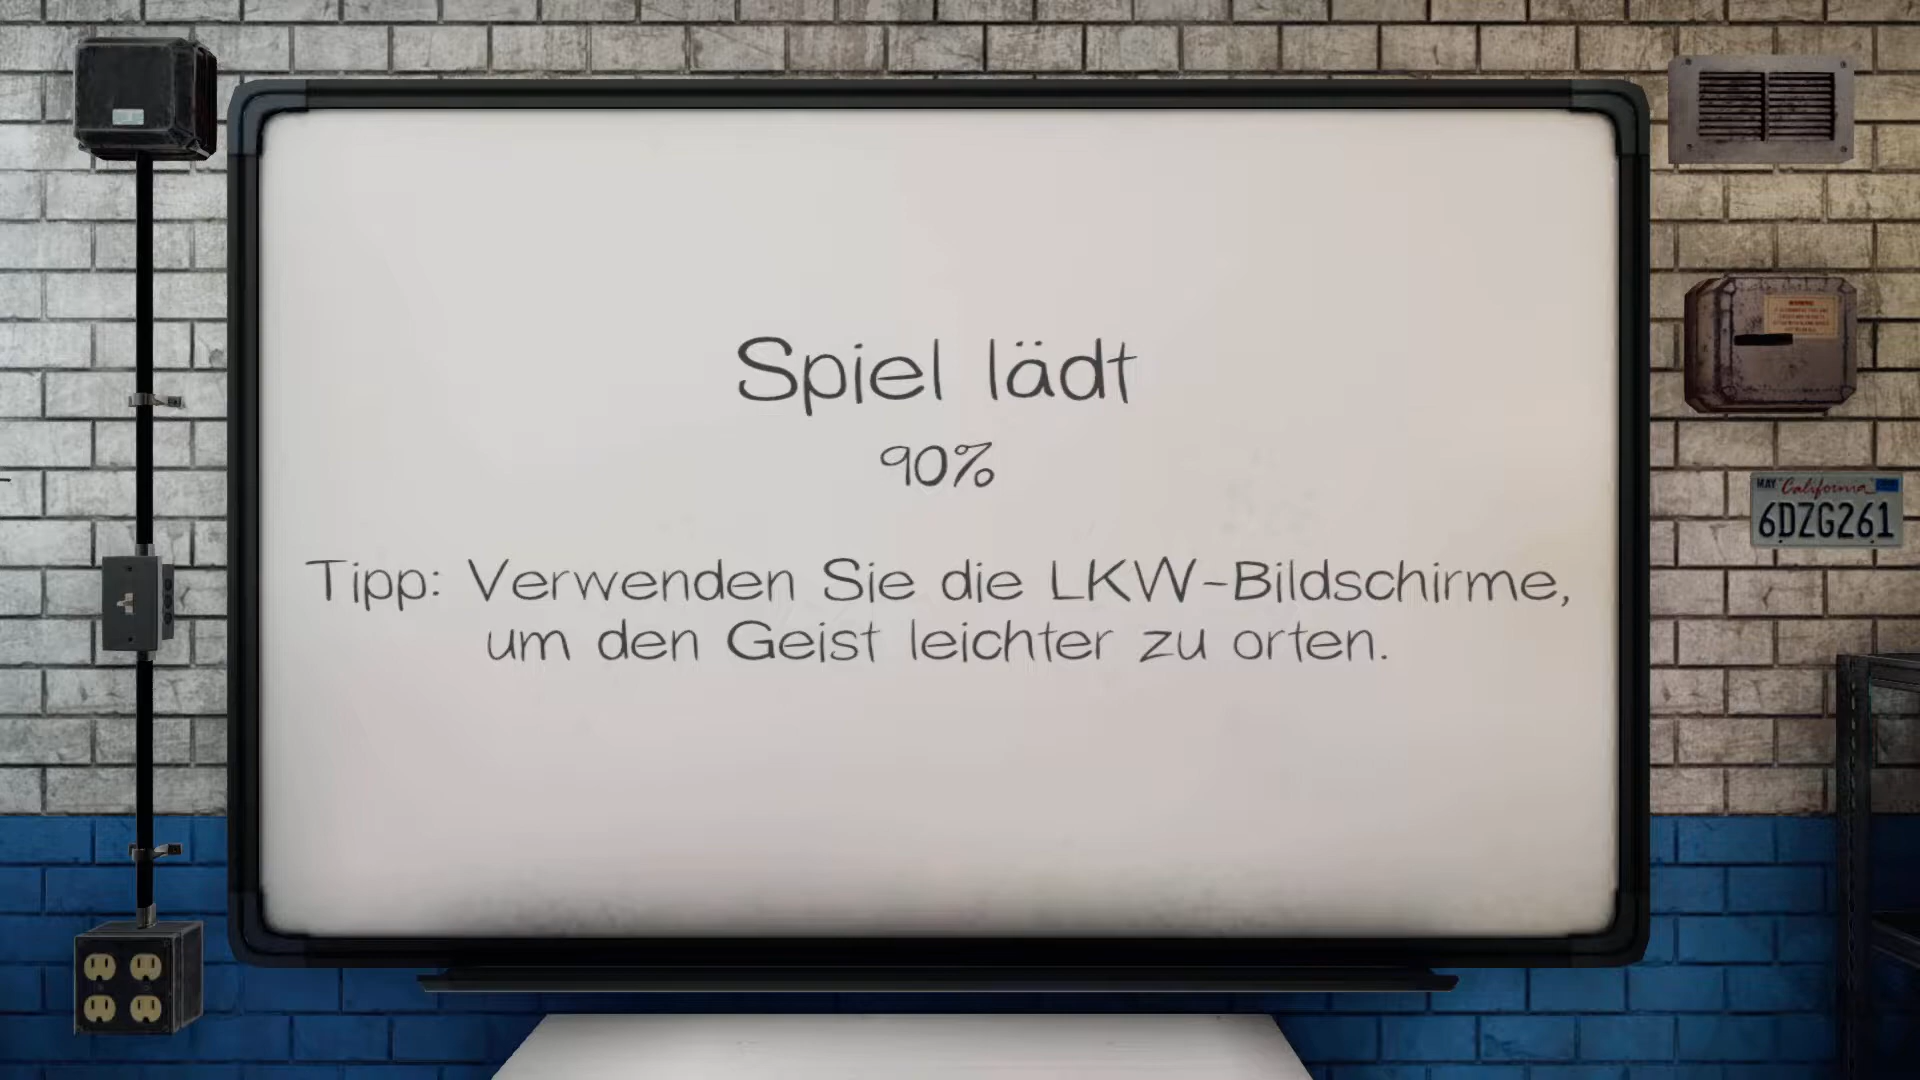 Spiel lädt
90%
Tipp: Verwenden Sie die LKW-Bildschirme,
um den Geist leichter zu orten.
MAY California
6DZG261